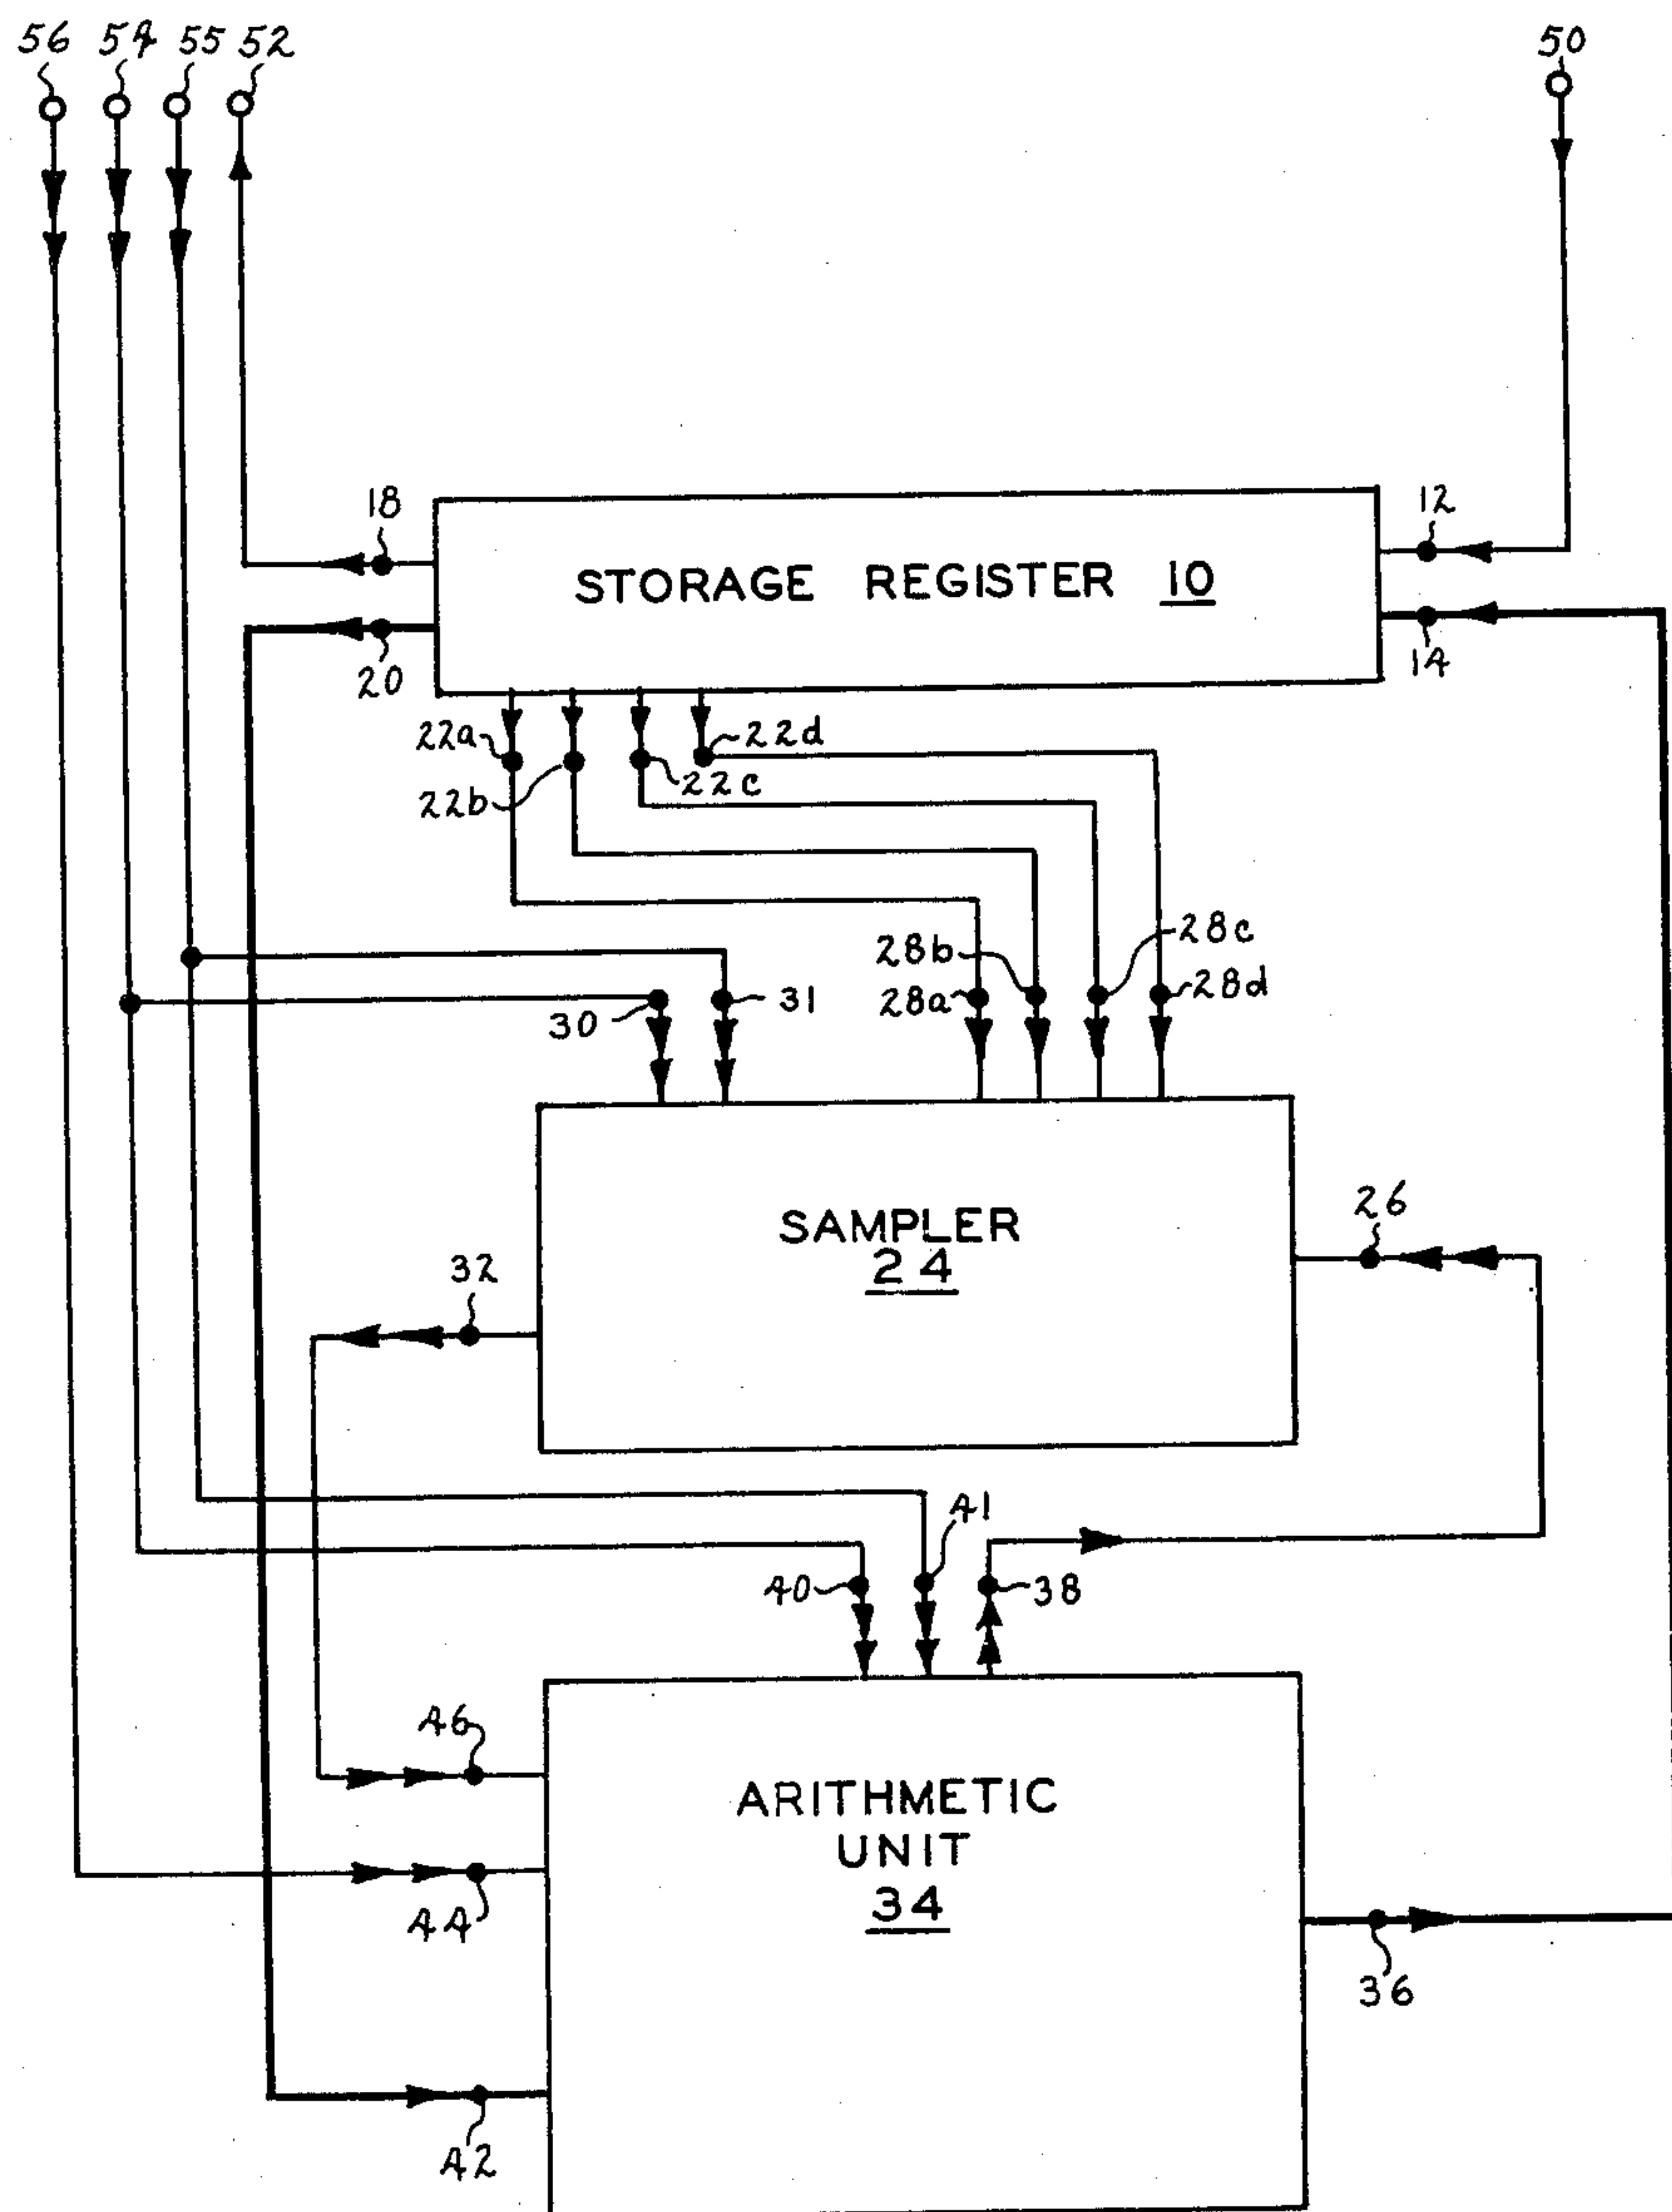 56 54 55 52 50
18 12
STORAGE REGISTER 10
20 14
22a 22d
22b 22c
28b 28c
30 31 28a 28d
SAMPLER
24
26
32
41
40 38
46
ARITHMETIC
UNIT
34
44
36
42